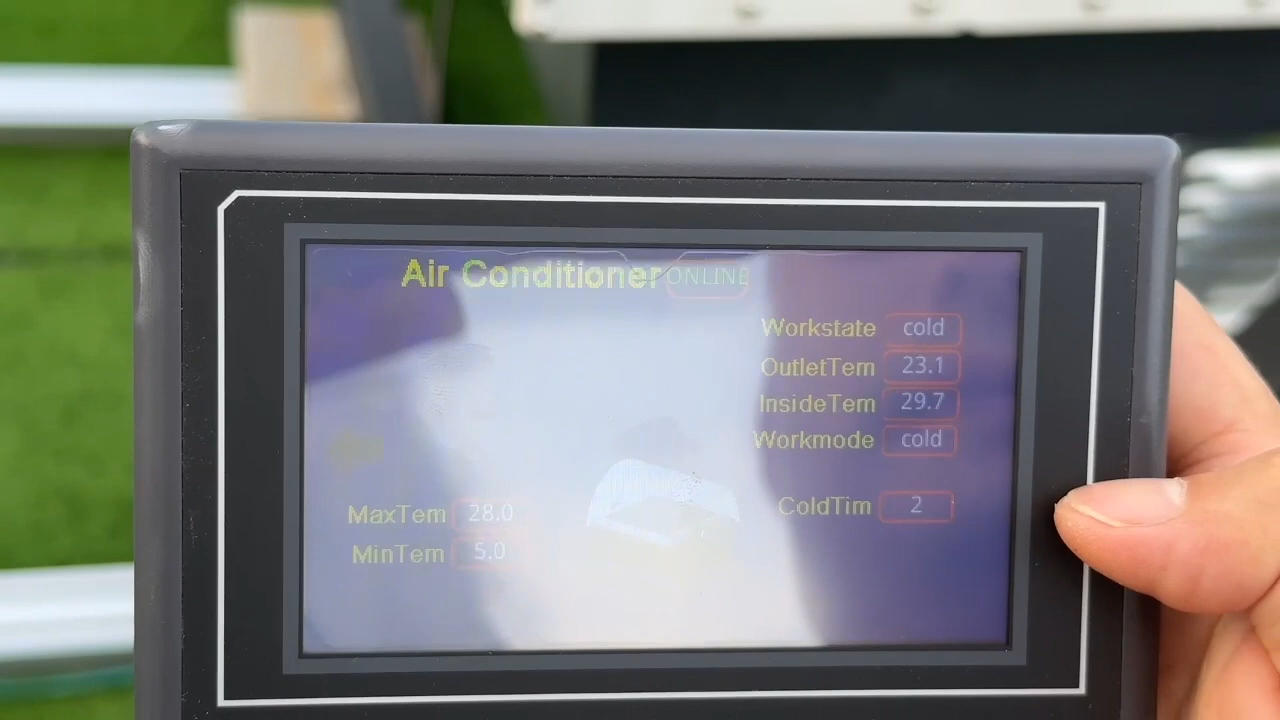 Air Conditioner ONLINE
Workstate cold
OutletTem 23.1
InsideTem 29.7
Workmode cold
MaxTem 28.0
ColdTim 2
MinTem 5.0